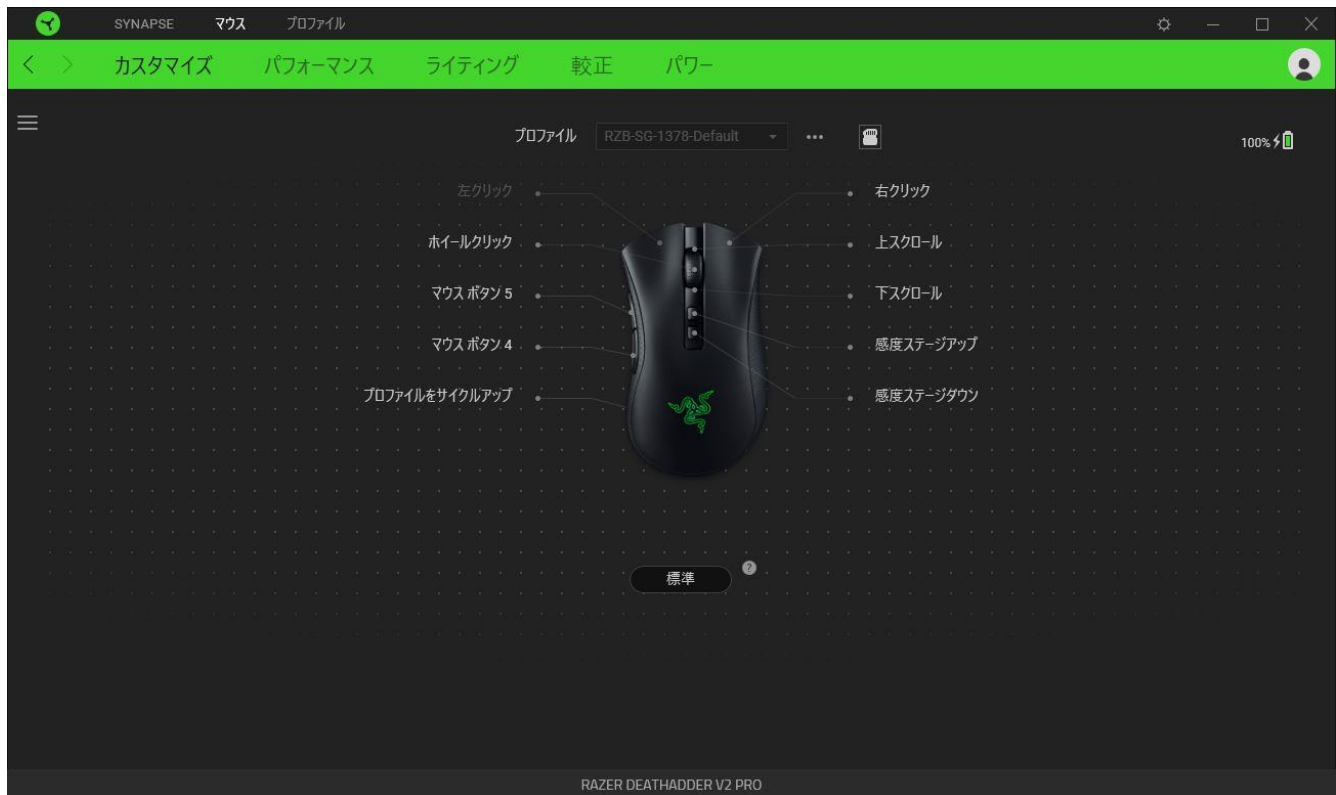 SYNAPSE マウス プロファイル
カスタマイズ パフォーマンス ライティング 較正 パワー
プロファイル RZB-SG-1378-Default
100%
左クリック 右クリック
ホイールクリック 上スクロール
マウス ボタン 5 下スクロール
マウス ボタン 4 感度ステージアップ
プロファイルをサイクルアップ 感度ステージダウン
標準 ?
RAZER DEATHADDER V2 PRO